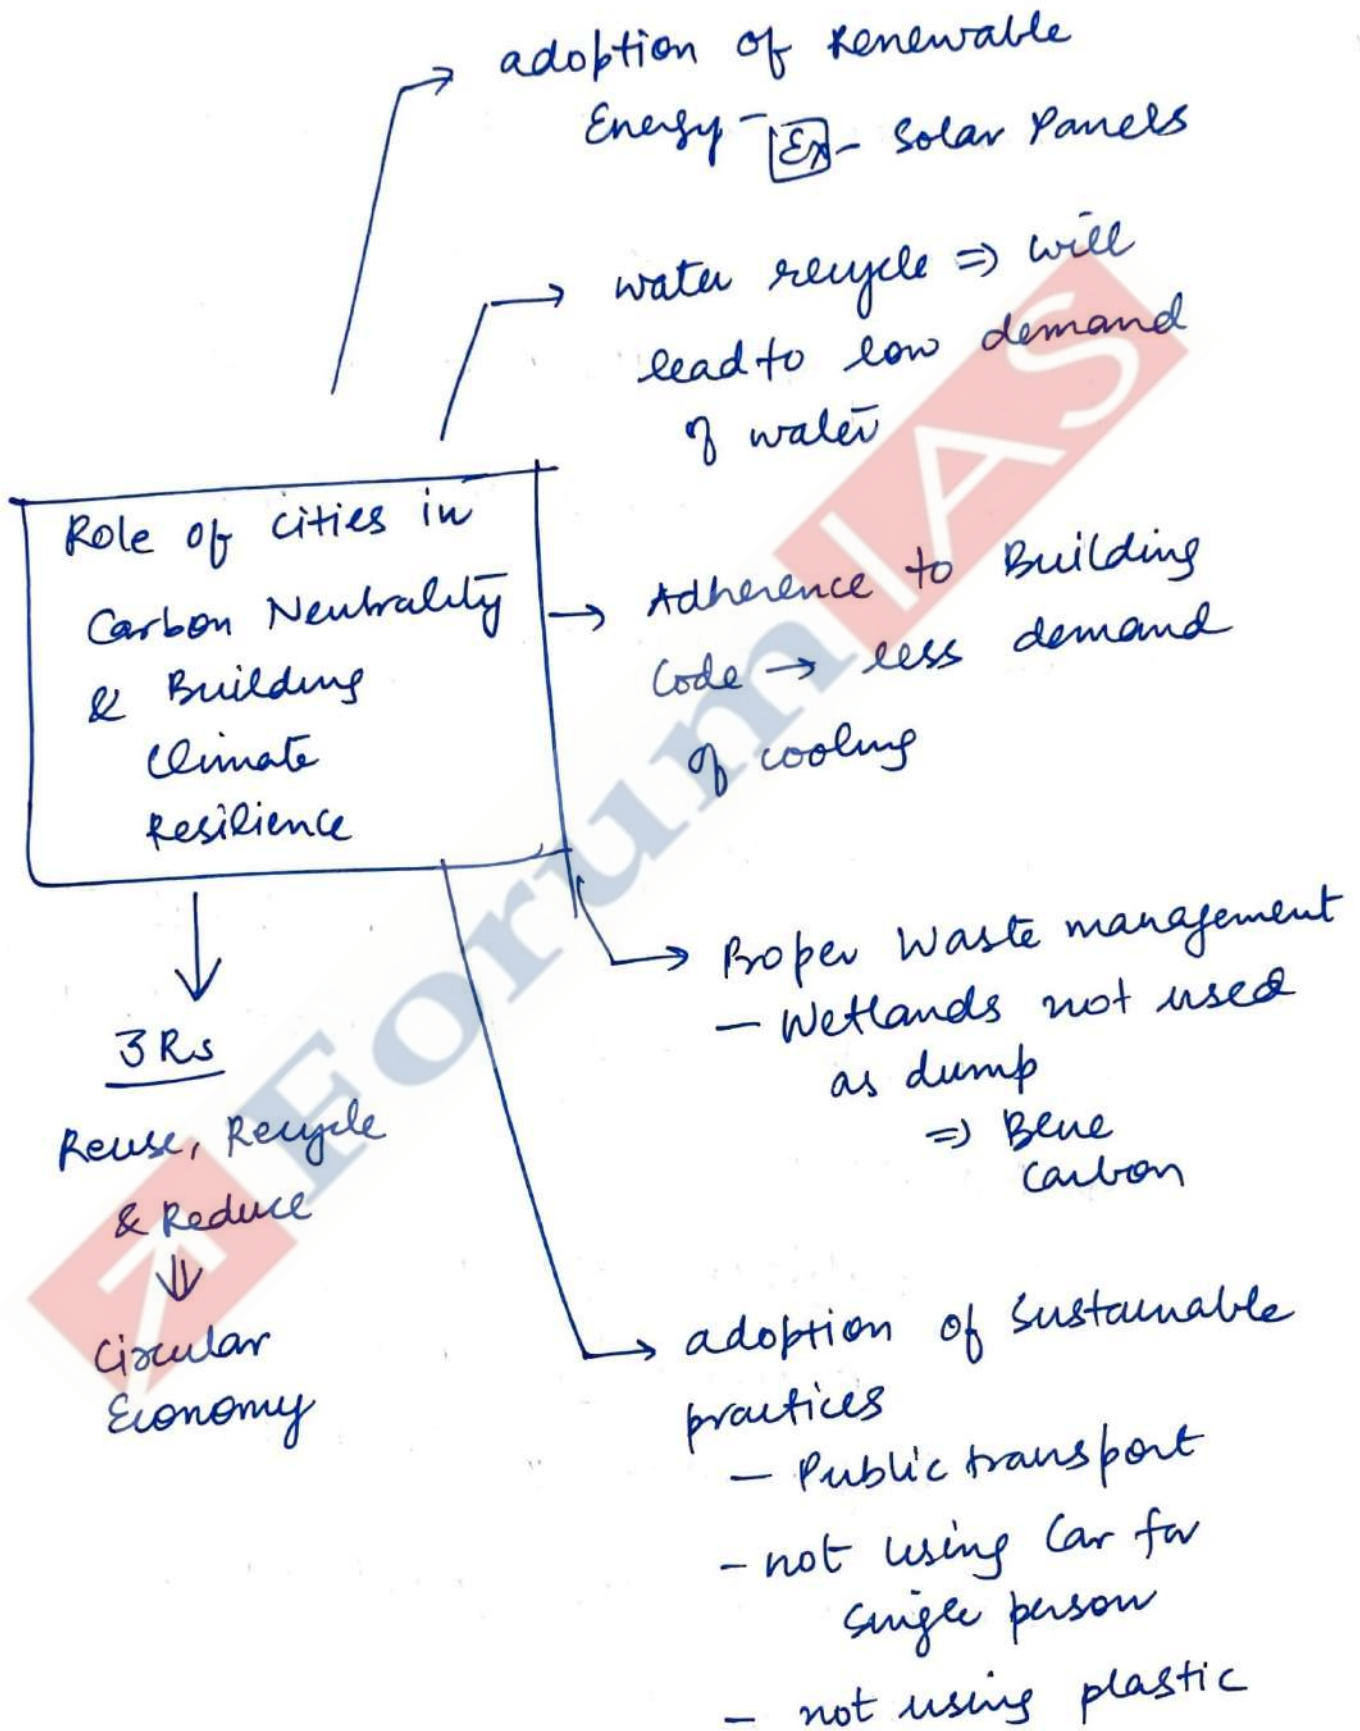 adoption of Renewable
Energy - Ex - Solar Panels
water recycle ⇒ will
lead to low demand
of water
Role of cities in
Carbon Neutrality
& Building
Climate
Resilience
→ Adherence to Building
Code → less demand
of cooling
Proper Waste management
- Wetlands not used
as dump
⇒ Blue
Carbon
3 Rs
Reuse, Recycle
& Reduce
⇓
Circular
Economy
adoption of sustainable
practices
- Public transport
- not using Car for
single person
- not using plastic
ForumIAS